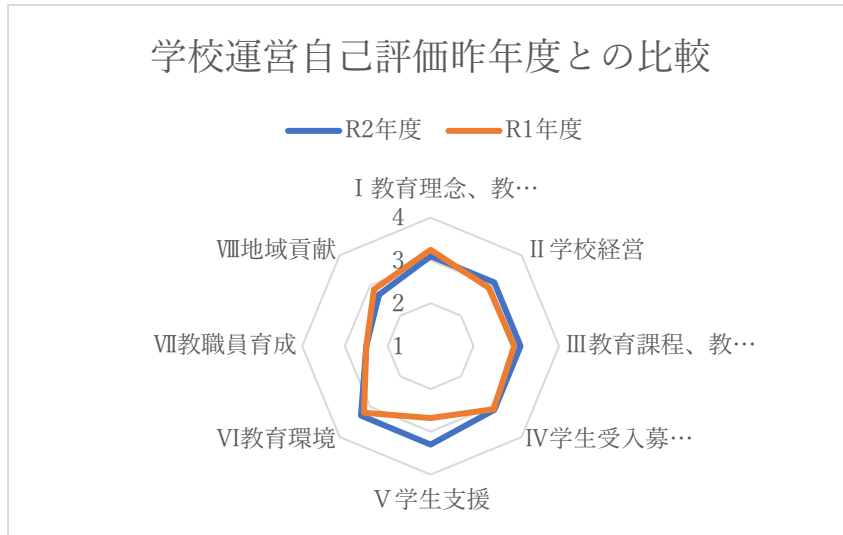 学校運営自己評価昨年度との比較
R2年度 R1年度
Ⅰ教育理念、教…
4
Ⅷ地域貢献
Ⅱ学校経営
3
2
Ⅶ教職員育成
1
Ⅲ教育課程、教…
Ⅵ教育環境
Ⅳ学生受入募…
Ⅴ学生支援